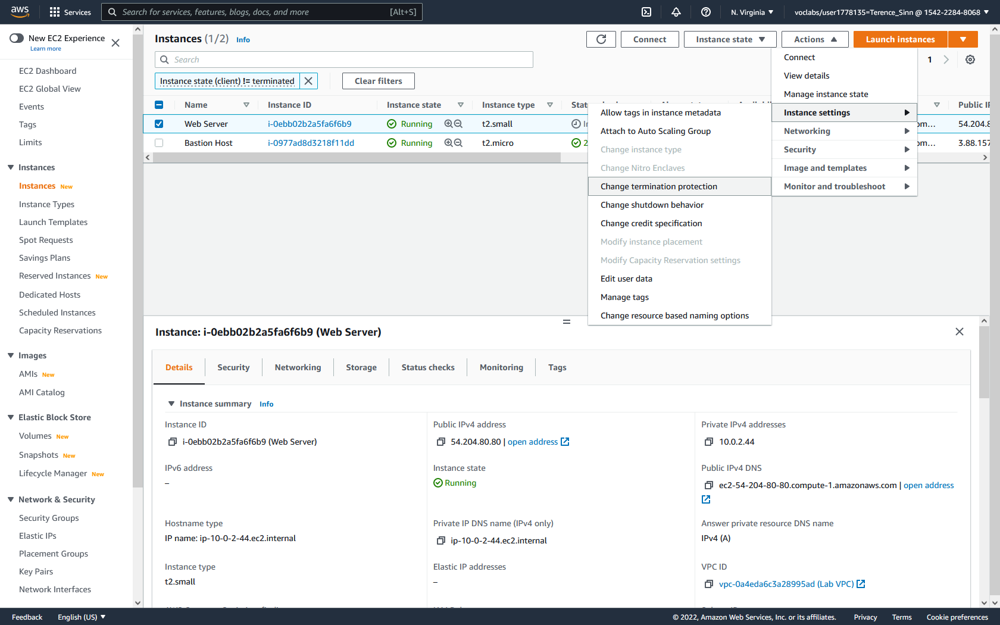 aws
Services
Search for services, features, blogs, docs, and more
[Alt+S]
N. Virginia
voclabs/user1778135=Terence_Sinn @ 1542-2284-8068
New EC2 Experience
Learn more
EC2 Dashboard
EC2 Global View
Events
Tags
Limits
Instances
Instances New
Instance Types
Launch Templates
Spot Requests
Savings Plans
Reserved Instances New
Dedicated Hosts
Scheduled Instances
Capacity Reservations
Images
AMIs New
AMI Catalog
Elastic Block Store
Volumes New
Snapshots New
Lifecycle Manager New
Network & Security
Security Groups
Elastic IPs
Placement Groups
Key Pairs
Network Interfaces
Instances (1/2) Info
Connect
Instance state
Actions
Launch instances
Search
1
Instance state (client) != terminated
Clear filters
Name
Instance ID
Instance state
Instance type
Stat
Public IP
Web Server
i-0ebb02b2a5fa6f6b9
Running
t2.small
om...
54.204.8
Bastion Host
i-0977ad8d3218f11dd
Running
t2.micro
2
om...
3.88.157
Connect
View details
Manage instance state
Instance settings
Networking
Security
Image and templates
Monitor and troubleshoot
Allow tags in instance metadata
Attach to Auto Scaling Group
Change instance type
Change Nitro Enclaves
Change termination protection
Change shutdown behavior
Change credit specification
Modify instance placement
Modify Capacity Reservation settings
Edit user data
Manage tags
Change resource based naming options
Instance: i-0ebb02b2a5fa6f6b9 (Web Server)
Details
Security
Networking
Storage
Status checks
Monitoring
Tags
Instance summary Info
Instance ID
i-0ebb02b2a5fa6f6b9 (Web Server)
Public IPv4 address
54.204.80.80 | open address
Private IPv4 addresses
10.0.2.44
IPv6 address
–
Instance state
Running
Public IPv4 DNS
ec2-54-204-80-80.compute-1.amazonaws.com | open address
Hostname type
IP name: ip-10-0-2-44.ec2.internal
Private IP DNS name (IPv4 only)
ip-10-0-2-44.ec2.internal
Answer private resource DNS name
IPv4 (A)
Instance type
t2.small
Elastic IP addresses
–
VPC ID
vpc-0a4eda6c3a28995ad (Lab VPC)
Feedback
English (US)
© 2022, Amazon Web Services, Inc. or its affiliates.
Privacy
Terms
Cookie preferences